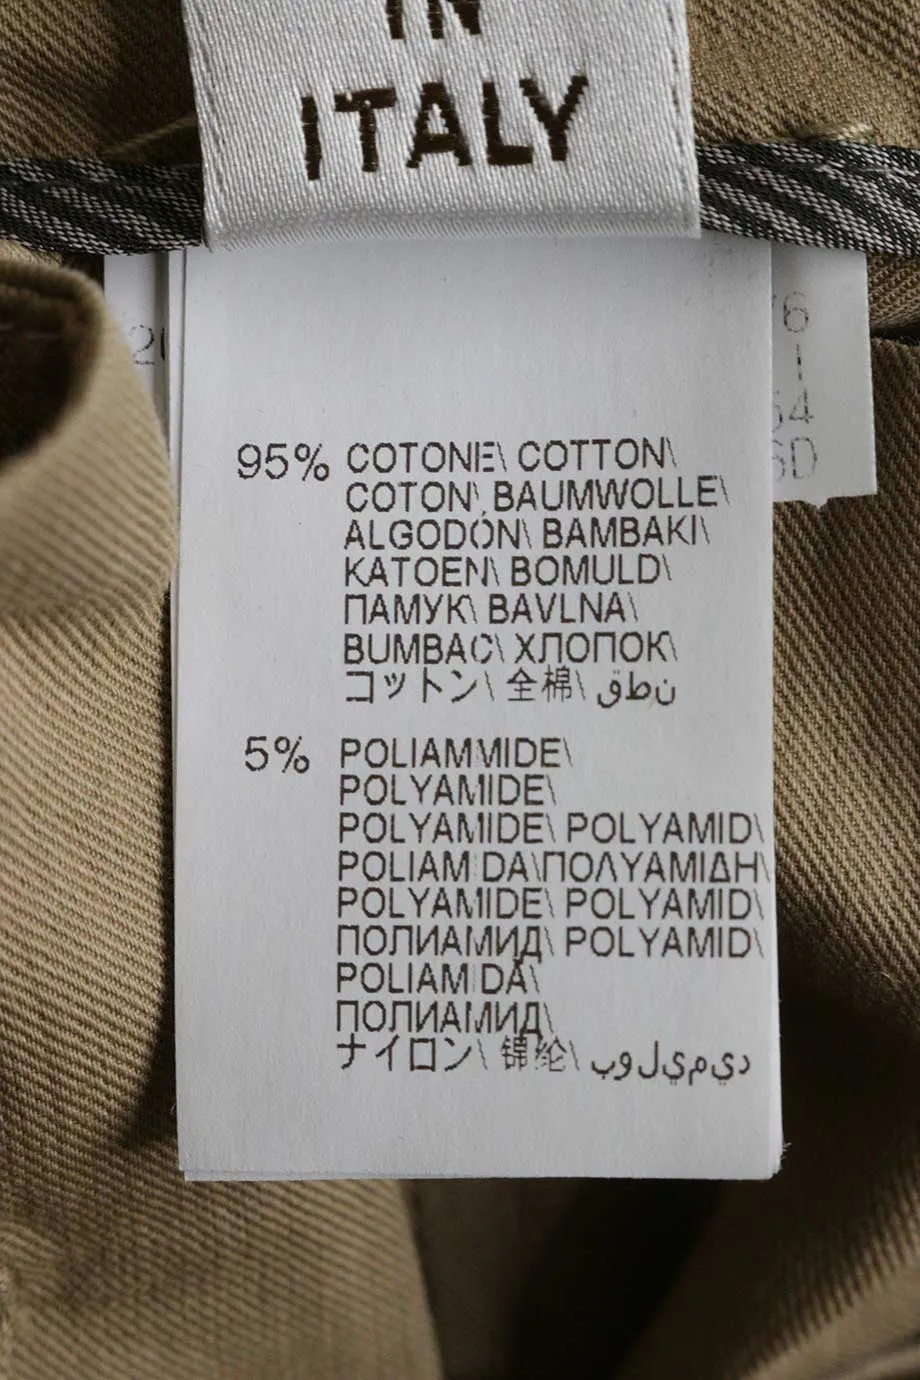 IN
ITALY
95% COTONE\ COTTON\
COTON\ BAUMWOLLE\
ALGODÓN\ BAMBAKI\
KATOEN\ BOMULD\
ПАМУК\ BAVLNA\
BUMBAC\ ХЛОПОК\
コットン\ 全棉\ قطن
5% POLIAMMIDE\
POLYAMIDE\
POLYAMIDE\ POLYAMID\
POLIAMIDA\ΠΟΛΥΑΜΙΔΗ\
POLYAMIDE\ POLYAMID\
ПОЛИАМИД\ POLYAMID\
POLIAMIDĂ\
ПОЛИАМИД\
ナイロン\ 锦纶\ بوليميد